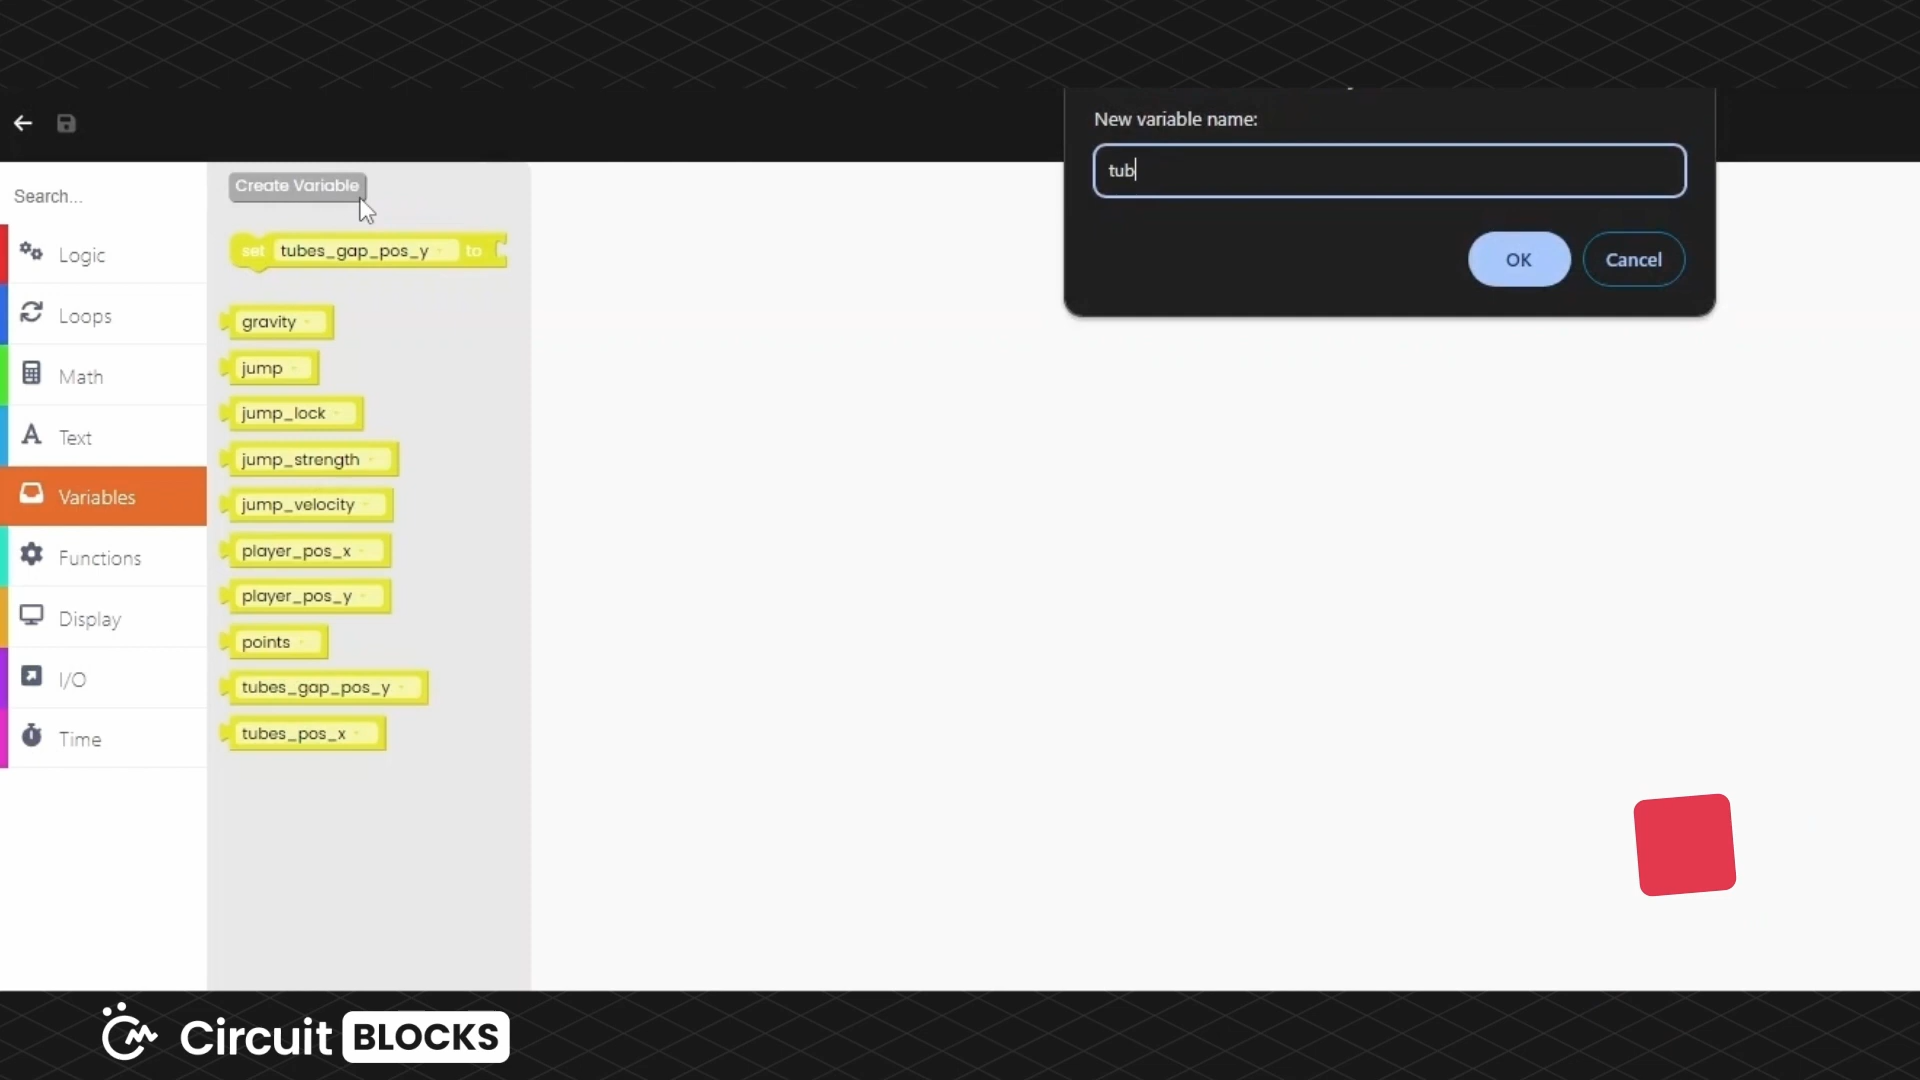 New variable name:
tub
OK
Cancel
Search...
Logic
Loops
Math
Text
Variables
Functions
Display
I/O
Time
Create Variable
set tubes_gap_pos_y to
gravity
jump
jump_lock
jump_strength
jump_velocity
player_pos_x
player_pos_y
points
tubes_gap_pos_y
tubes_pos_x
Circuit BLOCKS